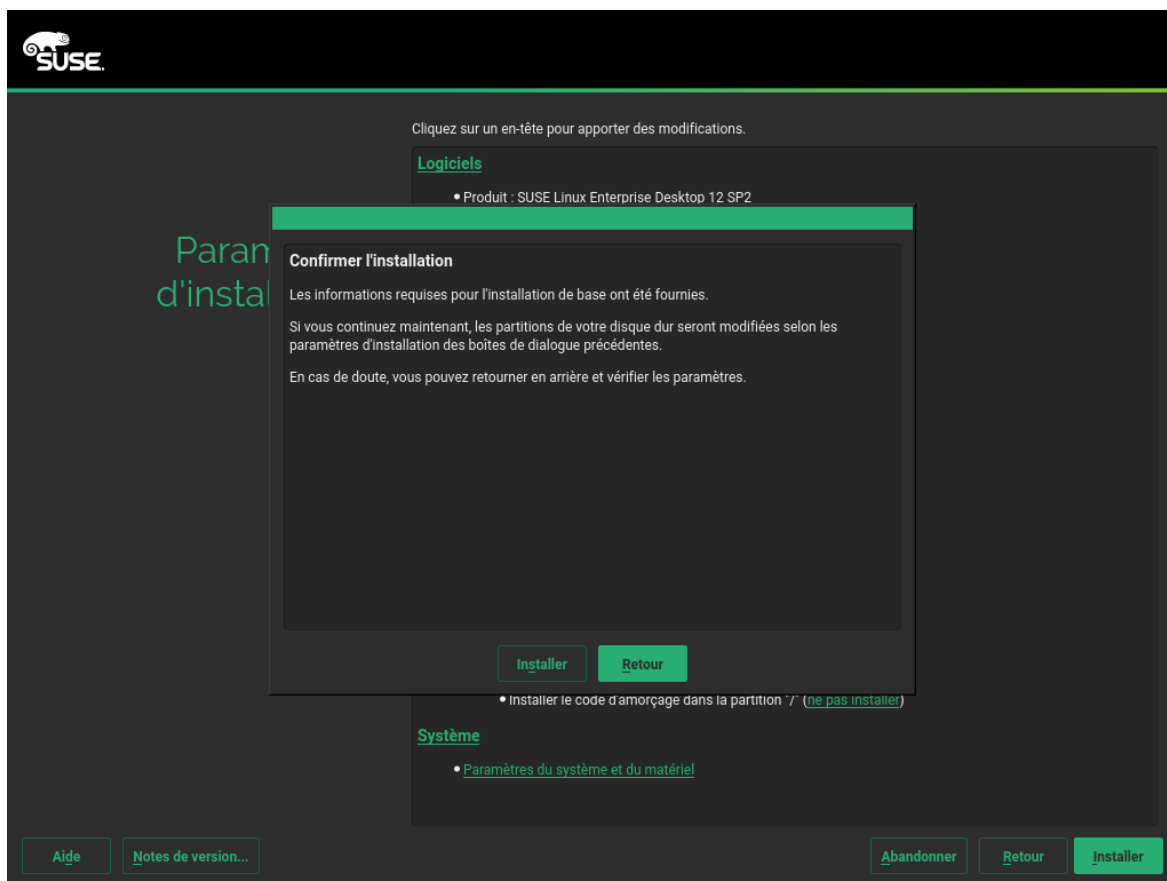 SUSE.
Cliquez sur un en-tête pour apporter des modifications.
Logiciels
• Produit : SUSE Linux Enterprise Desktop 12 SP2
Confirmer l'installation
Les informations requises pour l'installation de base ont été fournies.
Si vous continuez maintenant, les partitions de votre disque dur seront modifiées selon les
paramètres d'installation des boîtes de dialogue précédentes.
En cas de doute, vous pouvez retourner en arrière et vérifier les paramètres.
Installer Retour
• Installer le code d'amorçage dans la partition "/" (ne pas installer)
Système
• Paramètres du système et du matériel
Aide Notes de version... Abandonner Retour Installer